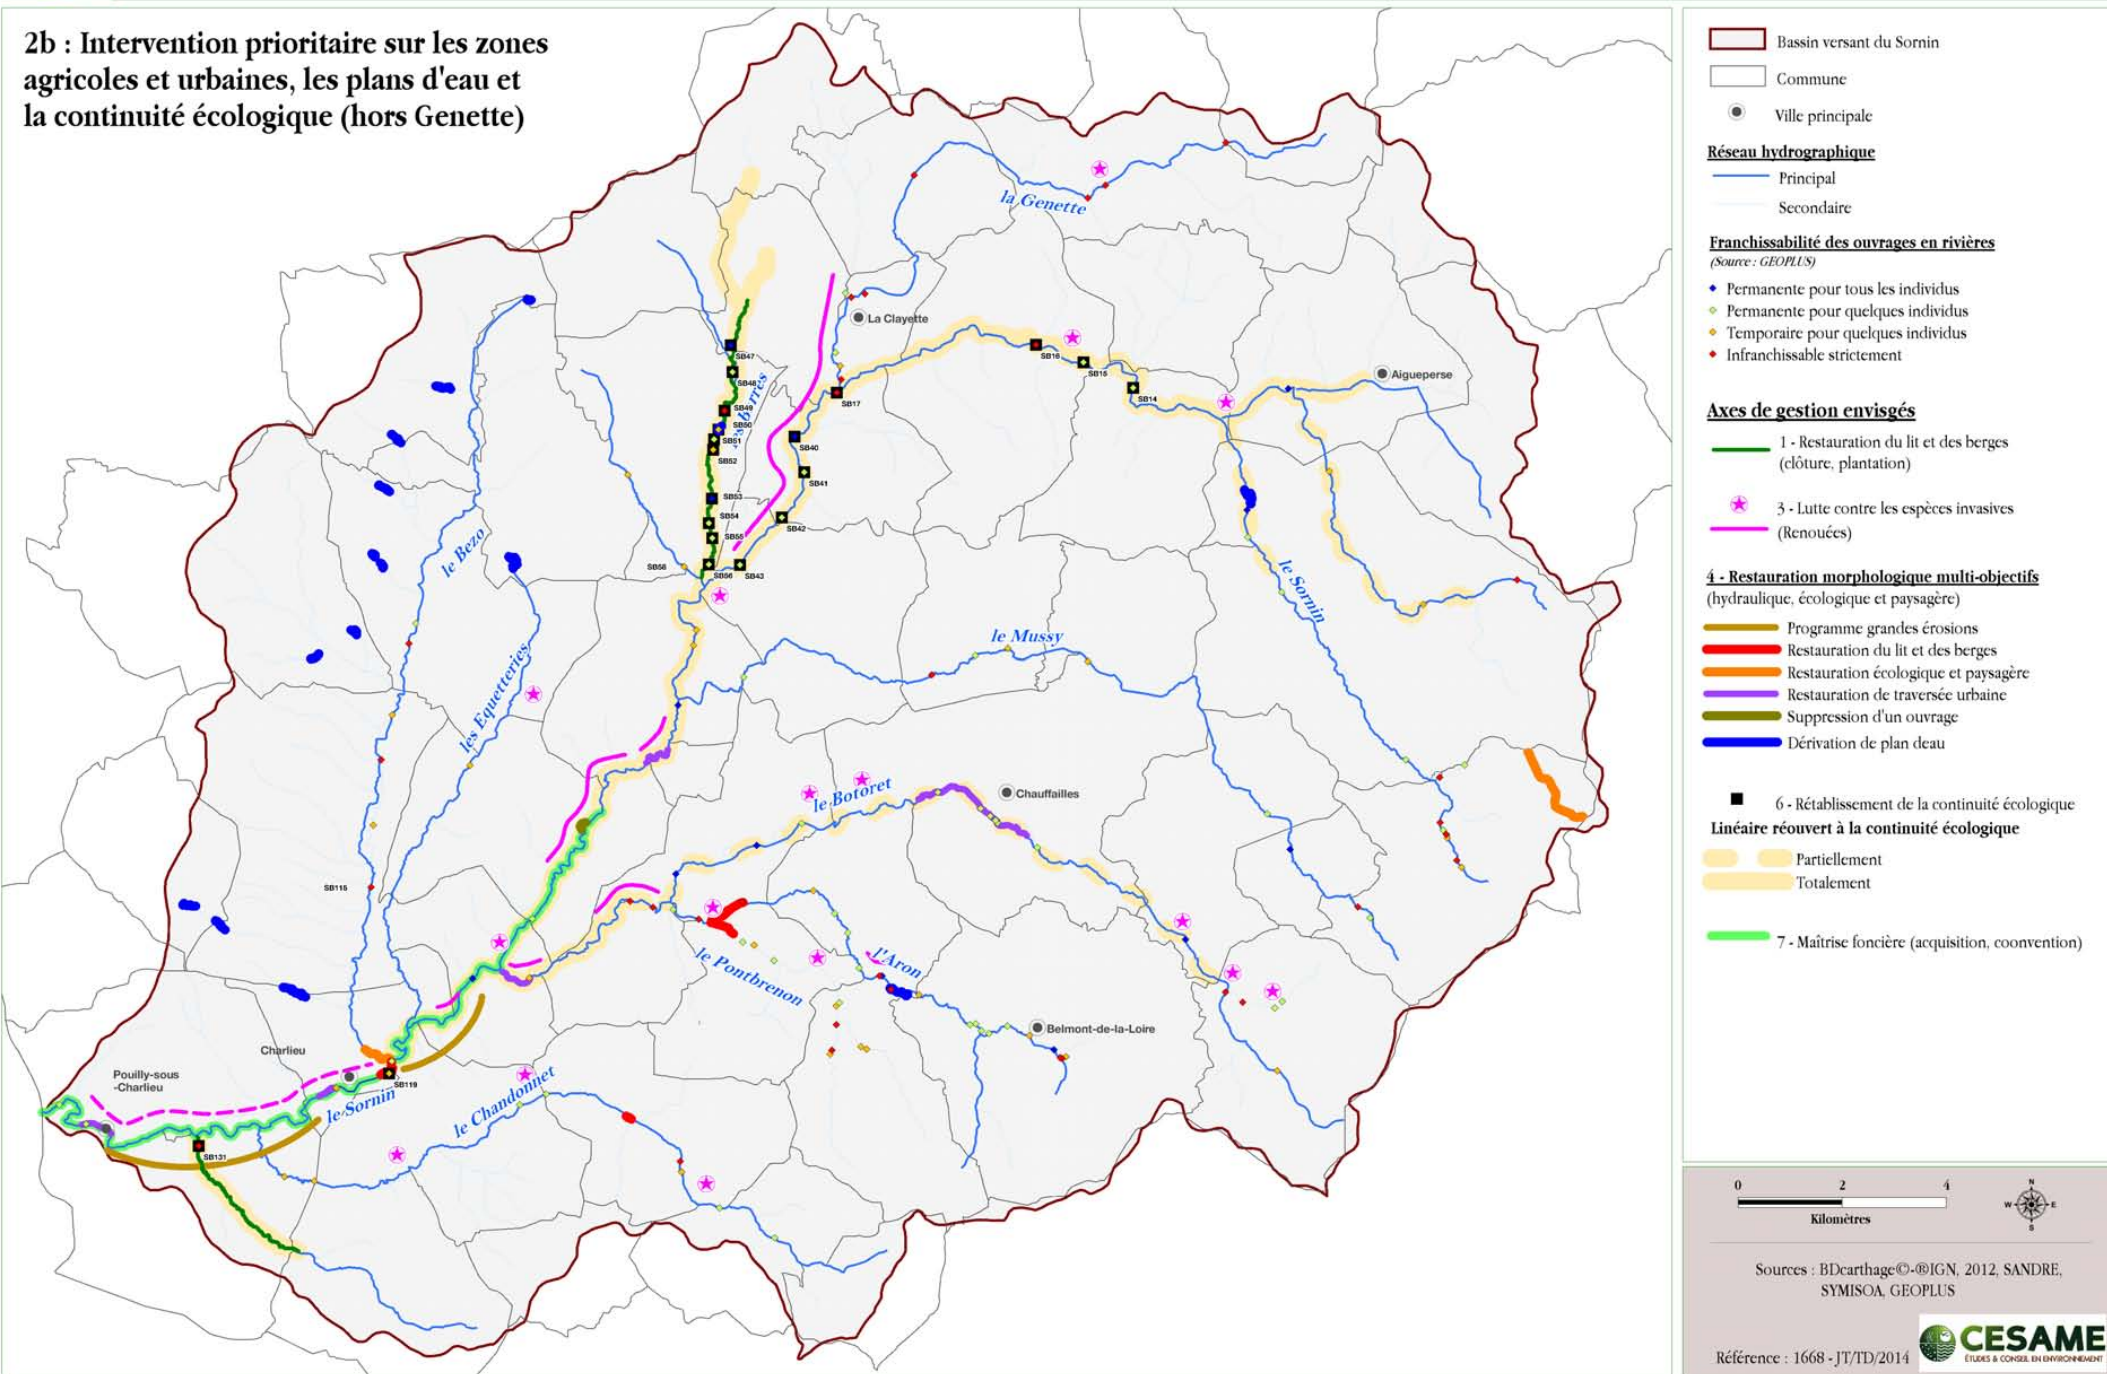 2b : Intervention prioritaire sur les zones
agricoles et urbaines, les plans d'eau et
la continuité écologique (hors Genette)
la Genette
La Clayette
SB47
SB48
SB49
SB50
SB51
SB52
SB53
SB54
SB55
SB56
SB58
SB43
SB42
SB41
SB40
SB17
SB16
SB15
SB14
Aigueperse
le Bezo
les Equetteries
le Mussy
le Sornin
le Botoret
Chauffailles
SB115
le Pontbrenon
l'Aron
Belmont-de-la-Loire
Charlieu
Pouilly-sous
-Charlieu
SB119
le Sornin
le Chandonnet
SB131
Bassin versant du Sornin
Commune
Ville principale
Réseau hydrographique
Principal
Secondaire
Franchissabilité des ouvrages en rivières
(Source : GEOPLUS)
Permanente pour tous les individus
Permanente pour quelques individus
Temporaire pour quelques individus
Infranchissable strictement
Axes de gestion envisgés
1 - Restauration du lit et des berges
(clôture, plantation)
3 - Lutte contre les espèces invasives
(Renouées)
4 - Restauration morphologique multi-objectifs
(hydraulique, écologique et paysagère)
Programme grandes érosions
Restauration du lit et des berges
Restauration écologique et paysagère
Restauration de traversée urbaine
Suppression d'un ouvrage
Dérivation de plan deau
6 - Rétablissement de la continuité écologique
Linéaire réouvert à la continuité écologique
Partiellement
Totalement
7 - Maîtrise foncière (acquisition, coonvention)
0 2 4
Kilomètres
N
W E
S
Sources : BDcarthage©-®IGN, 2012, SANDRE,
SYMISOA, GEOPLUS
Référence : 1668 - JT/TD/2014
CESAME
ÉTUDES & CONSEIL EN ENVIRONNEMENT